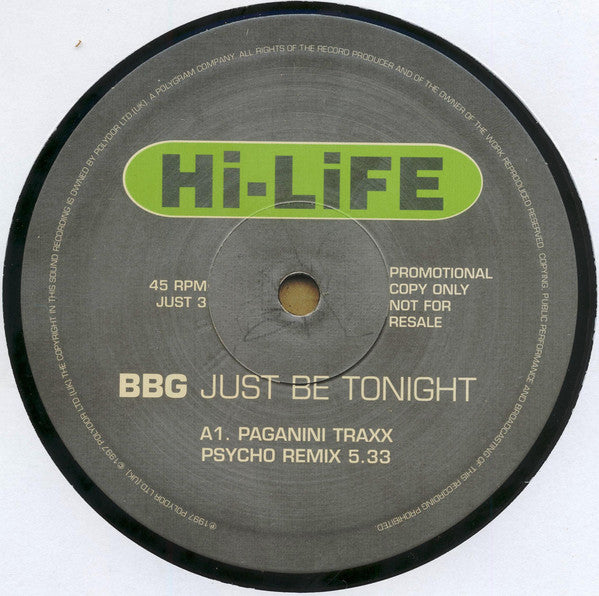 Hi-LiFE
45 RPM
JUST 3
PROMOTIONAL
COPY ONLY
NOT FOR
RESALE
BBG JUST BE TONIGHT
A1. PAGANINI TRAXX
PSYCHO REMIX 5.33
℗ 1997 POLYDOR LTD (UK). © 1997 POLYDOR LTD (UK) THE COPYRIGHT IN THIS SOUND RECORDING IS OWNED BY POLYDOR LTD (UK). A POLYGRAM COMPANY. ALL RIGHTS OF THE RECORD PRODUCER AND OF THE OWNER OF THE WORK REPRODUCED RESERVED. COPYING, PUBLIC PERFORMANCE AND BROADCASTING OF THIS RECORDING PROHIBITED.